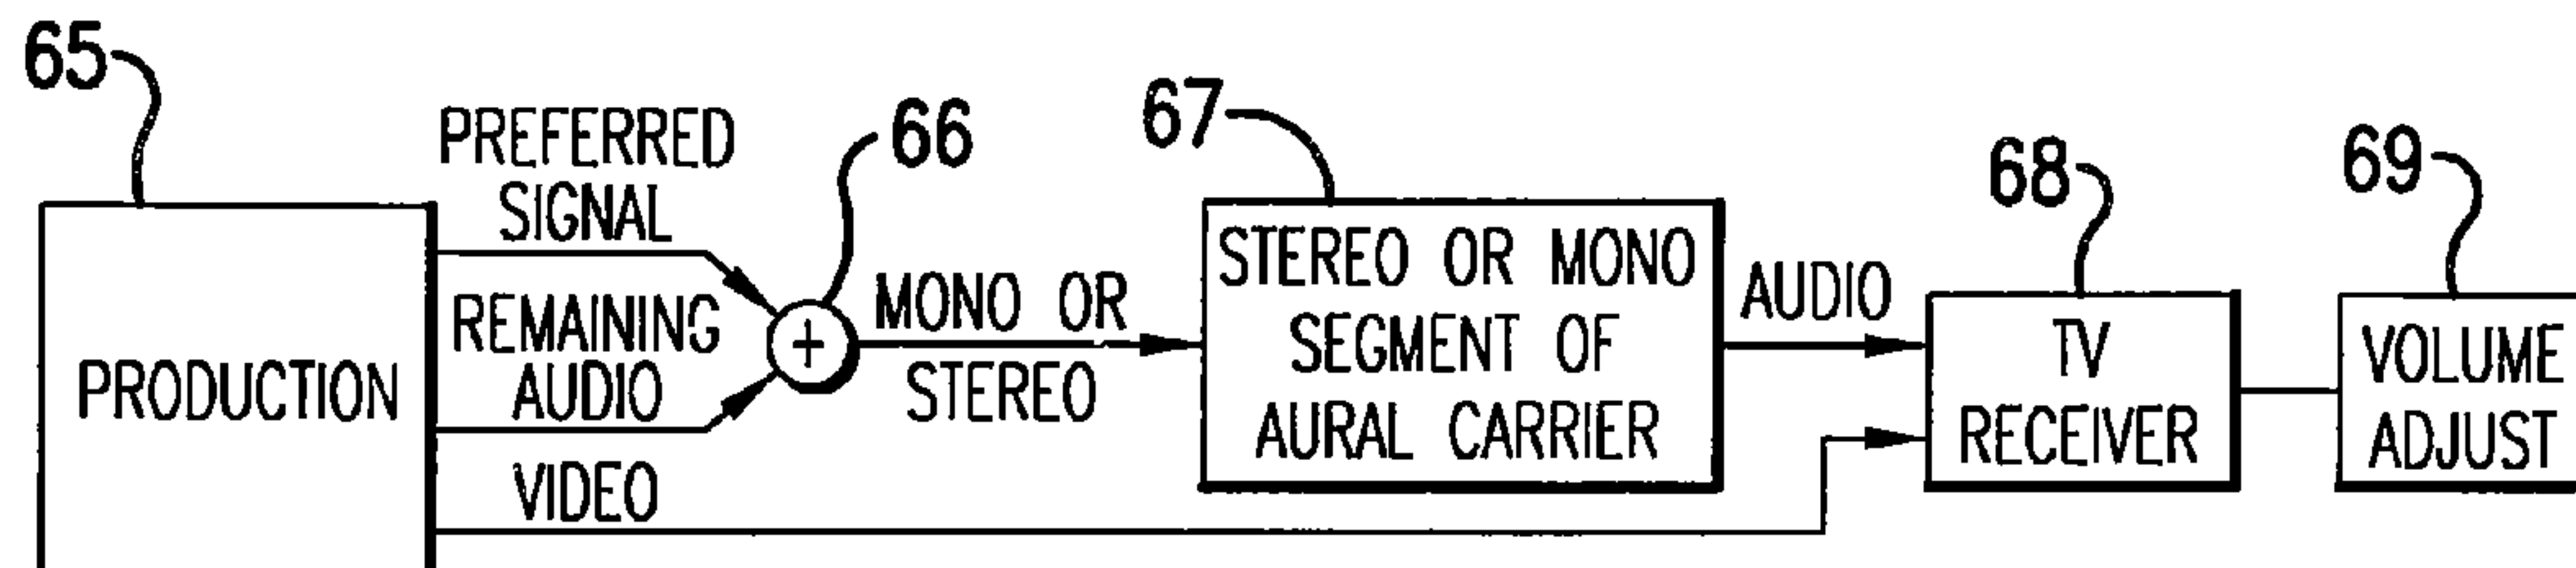 65
PREFERRED
SIGNAL
66
67
68
69
PRODUCTION
REMAINING
AUDIO
+
MONO OR
STEREO
STEREO OR MONO
SEGMENT OF
AURAL CARRIER
AUDIO
TV
RECEIVER
VOLUME
ADJUST
VIDEO